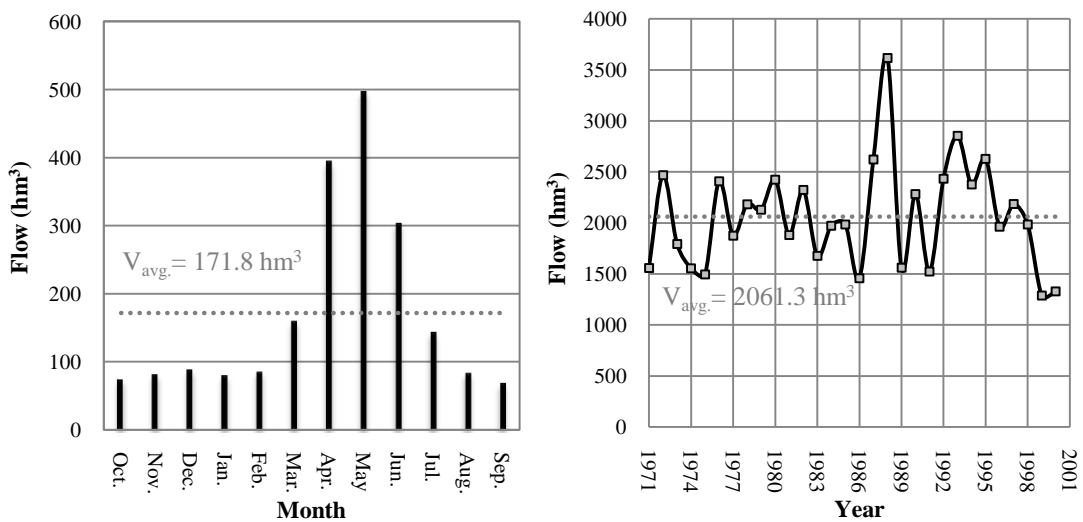 600
500
400
300
200
100
0
Flow (hm³)
V_avg.= 171.8 hm³
Oct.
Nov.
Dec.
Jan.
Feb.
Mar.
Apr.
May
Jun.
Jul.
Aug.
Sep.
Month
4000
3500
3000
2500
2000
1500
1000
500
0
Flow (hm³)
V_avg.= 2061.3 hm³
1971
1974
1977
1980
1983
1986
1989
1992
1995
1998
2001
Year